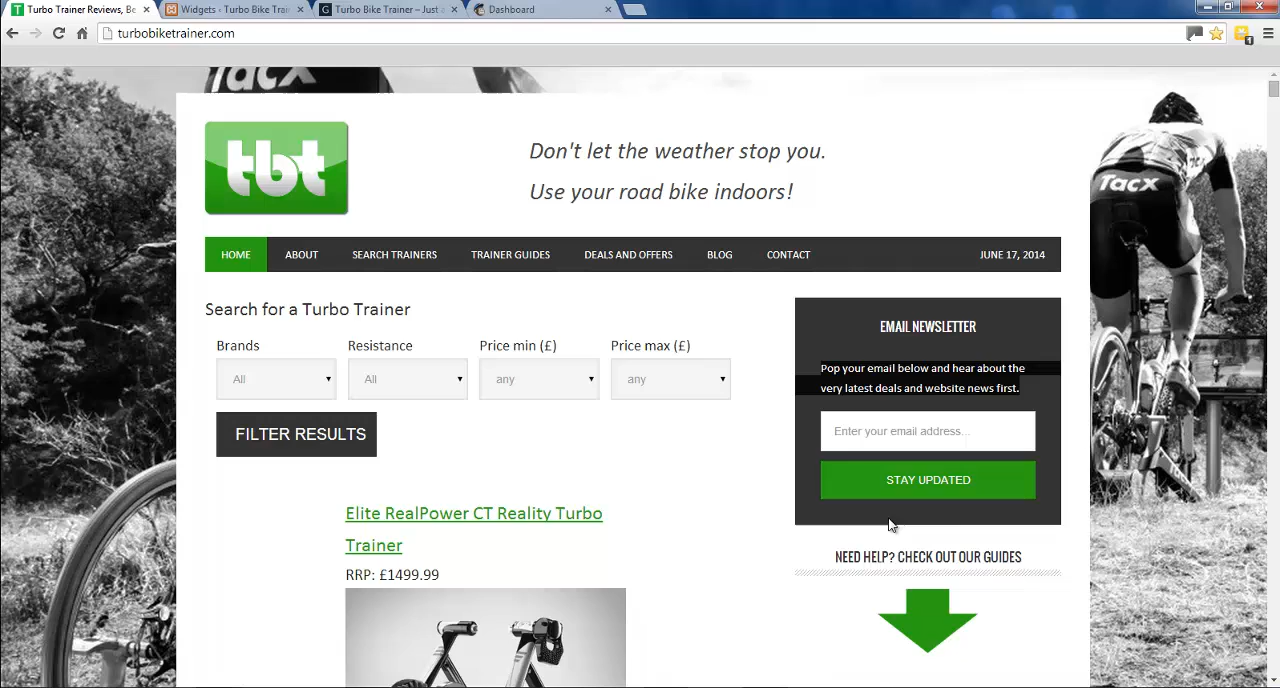 Turbo Trainer Reviews, Be
Widgets ‹ Turbo Bike Trai
Turbo Bike Trainer – Just a
Dashboard
turbobiketrainer.com
1
Tacx
tbt
Don't let the weather stop you.
Use your road bike indoors!
HOME ABOUT SEARCH TRAINERS TRAINER GUIDES DEALS AND OFFERS BLOG CONTACT JUNE 17, 2014
Tacx
Search for a Turbo Trainer
Brands Resistance Price min (£) Price max (£)
All All any any
FILTER RESULTS
EMAIL NEWSLETTER
Pop your email below and hear about the
very latest deals and website news first.
Enter your email address...
STAY UPDATED
Elite RealPower CT Reality Turbo
Trainer
RRP: £1499.99
NEED HELP? CHECK OUT OUR GUIDES